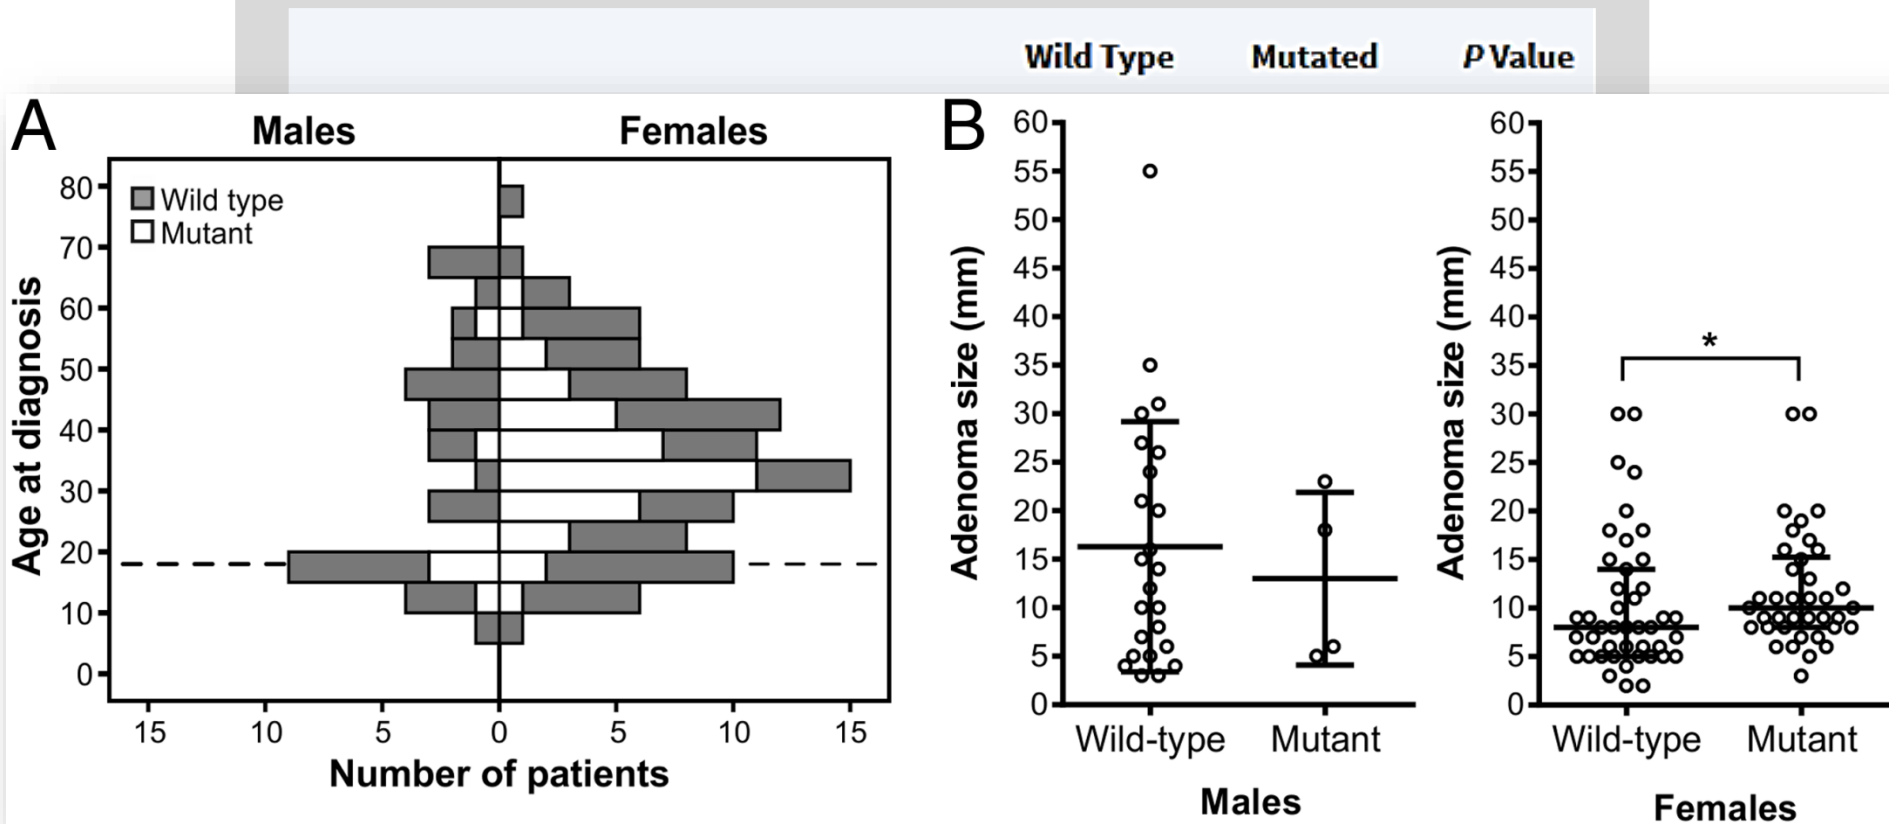 Wild Type Mutated P Value
A
Males Females
Wild type
Mutant
80
70
60
50
40
30
20
10
0
Age at diagnosis
15 10 5 0 5 10 15
Number of patients
B
60
55
50
45
40
35
30
25
20
15
10
5
0
Adenoma size (mm)
Wild-type Mutant
Males
60
55
50
45
40
35
30
25
20
15
10
5
0
Adenoma size (mm)
*
Wild-type Mutant
Females